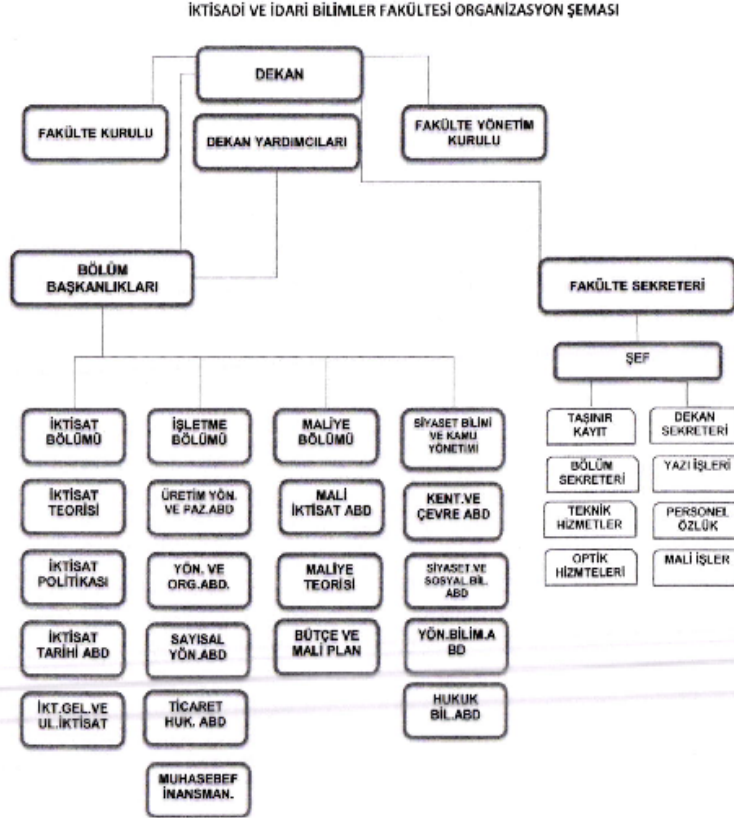 İKTİSADİ VE İDARİ BİLİMLER FAKÜLTESİ ORGANİZASYON ŞEMASI
DEKAN
FAKÜLTE KURULU
DEKAN YARDIMCILARI
FAKÜLTE YÖNETİM
KURULU
BÖLÜM
BAŞKANLIKLARI
FAKÜLTE SEKRETERİ
ŞEF
İKTİSAT
BÖLÜMÜ
İŞLETME
BÖLÜMÜ
MALİYE
BÖLÜMÜ
SİYASET BİLİMİ
VE KAMU
YÖNETİMİ
TAŞINIR
KAYIT
DEKAN
SEKRETERİ
İKTİSAT
TEORİSİ
ÜRETİM YÖN.
VE PAZ.ABD
MALİ
İKTİSAT ABD
KENT.VE
ÇEVRE ABD
BÖLÜM
SEKRETERİ
YAZI İŞLERİ
TEKNİK
HİZMETLER
PERSONEL
ÖZLÜK
İKTİSAT
POLİTİKASI
YÖN. VE
ORG.ABD.
MALİYE
TEORİSİ
SİYASET.VE
SOSYAL.BİL.
ABD
OPTİK
HİZMTELERİ
MALİ İŞLER
İKTİSAT
TARİHİ ABD
SAYISAL
YÖN.ABD
BÜTÇE VE
MALİ PLAN
YÖN.BİLİM.A
BD
İKT.GEL.VE
UL.İKTİSAT
TİCARET
HUK. ABD
HUKUK
BİL.ABD
MUHASEBEF
İNANSMAN.